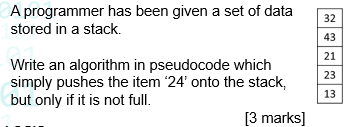 A programmer has been given a set of data
stored in a stack.
Write an algorithm in pseudocode which
simply pushes the item ‘24’ onto the stack,
but only if it is not full.
[3 marks]
32
43
21
23
13